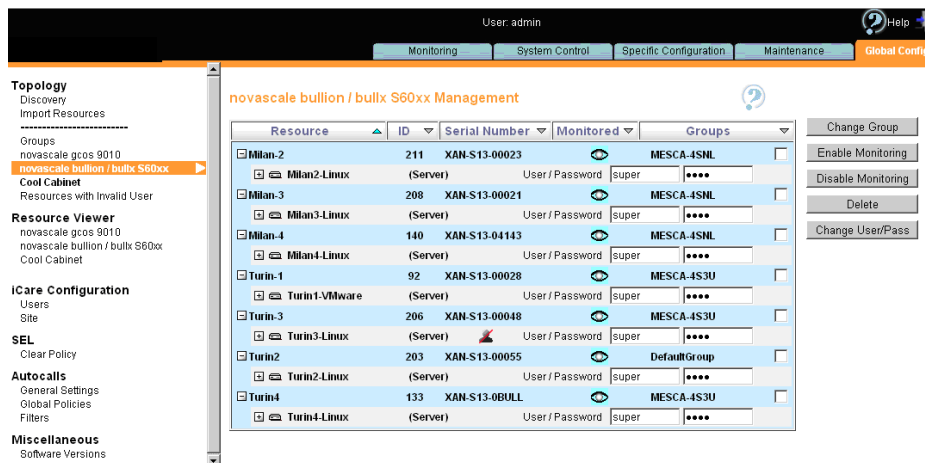 User: admin
Help
Monitoring
System Control
Specific Configuration
Maintenance
Global Confi
Topology
Discovery
Import Resources
--------------------------
Groups
novascale gcos 9010
novascale bullion / bullx S60xx
Cool Cabinet
Resources with Invalid User
Resource Viewer
novascale gcos 9010
novascale bullion / bullx S60xx
Cool Cabinet
iCare Configuration
Users
Site
SEL
Clear Policy
Autocalls
General Settings
Global Policies
Filters
Miscellaneous
Software Versions
novascale bullion / bullx S60xx Management
Resource ID Serial Number Monitored Groups
Milan-2 211 XAN-S13-00023 MESCA-4SNL
Milan2-Linux (Server) User / Password super ••••
Milan-3 208 XAN-S13-00021 MESCA-4SNL
Milan3-Linux (Server) User / Password super ••••
Milan-4 140 XAN-S13-04143 MESCA-4SNL
Milan4-Linux (Server) User / Password super ••••
Turin-1 92 XAN-S13-00028 MESCA-4S3U
Turin1-VMware (Server) User / Password super ••••
Turin-3 206 XAN-S13-00048 MESCA-4S3U
Turin3-Linux (Server) User / Password super ••••
Turin2 203 XAN-S13-00055 DefaultGroup
Turin2-Linux (Server) User / Password super ••••
Turin4 133 XAN-S13-0BULL MESCA-4S3U
Turin4-Linux (Server) User / Password super ••••
Change Group
Enable Monitoring
Disable Monitoring
Delete
Change User/Pass